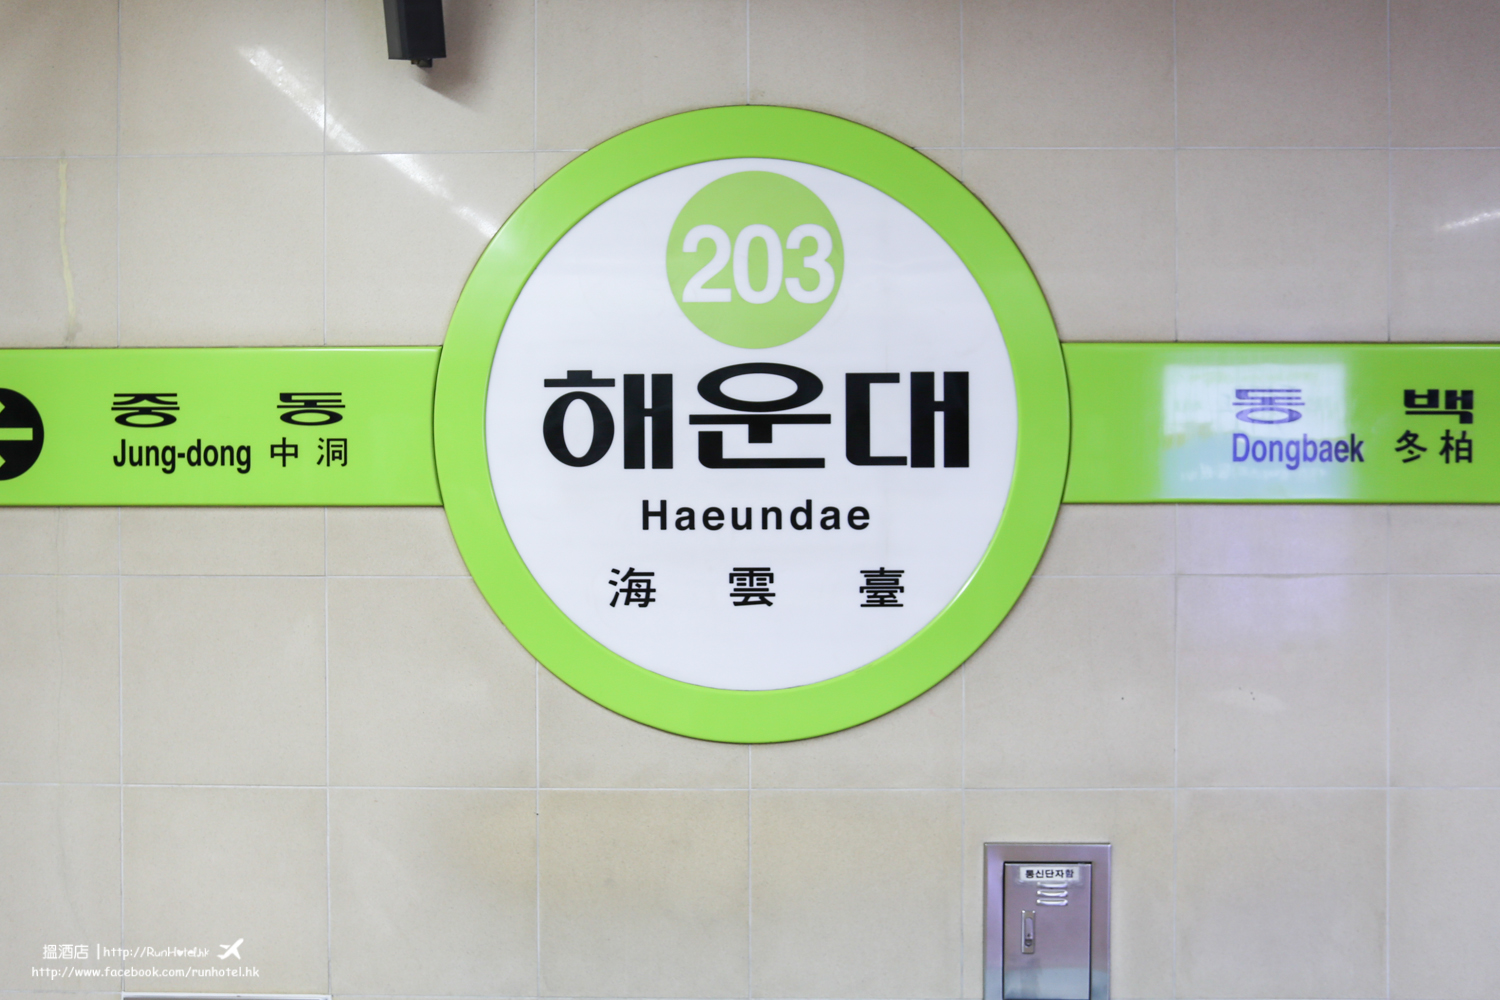 203
해운대
Haeundae
海雲臺
중동
Jung-dong 中洞
동백
Dongbaek 冬柏
통신단자함
搵酒店 | http://RunHotel.hk
http://www.facebook.com/runhotel.hk